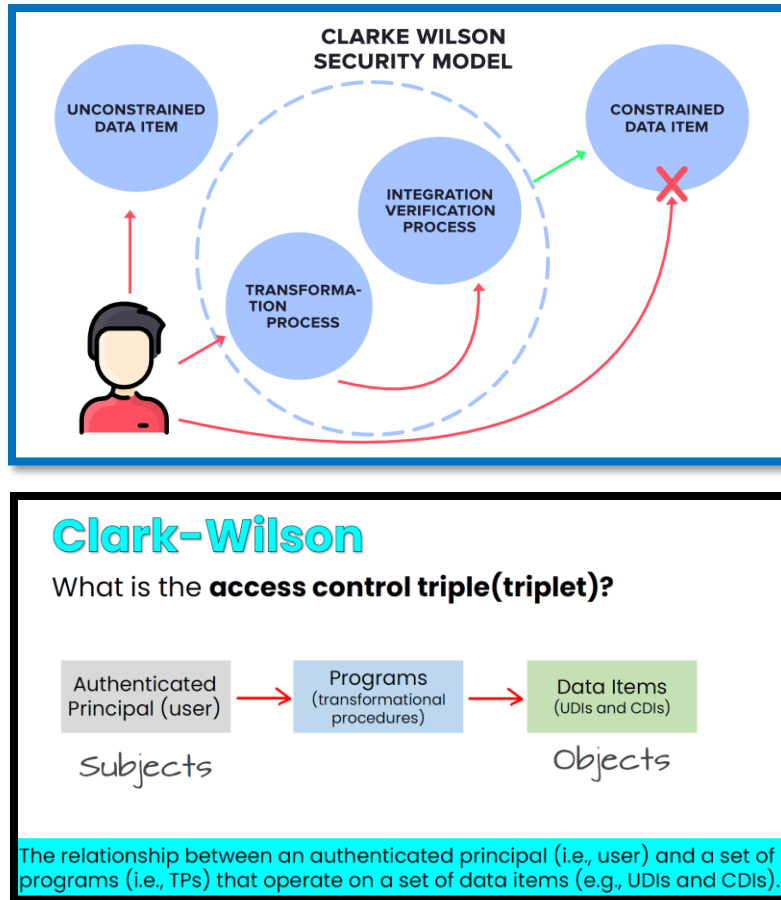 CLARKE WILSON
SECURITY MODEL
UNCONSTRAINED
DATA ITEM
CONSTRAINED
DATA ITEM
INTEGRATION
VERIFICATION
PROCESS
TRANSFORMA-
TION
PROCESS
Clark-Wilson
What is the access control triple(triplet)?
Authenticated
Principal (user)
Programs
(transformational
procedures)
Data Items
(UDIs and CDIs)
Subjects
Objects
The relationship between an authenticated principal (i.e., user) and a set of
programs (i.e., TPs) that operate on a set of data items (e.g., UDIs and CDIs).